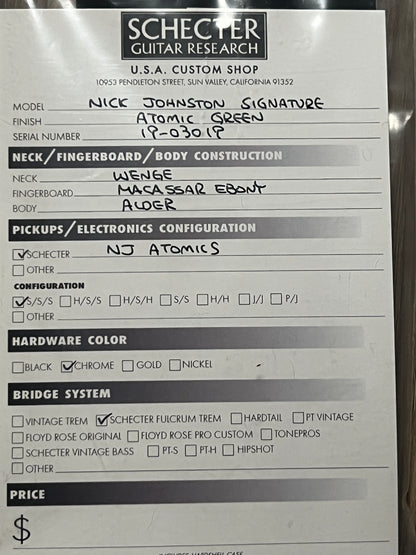 SCHECTER
GUITAR RESEARCH
U.S.A. CUSTOM SHOP
10953 PENDLETON STREET, SUN VALLEY, CALIFORNIA 91352
MODEL NICK JOHNSTON SIGNATURE
FINISH ATOMIC GREEN
SERIAL NUMBER 19-03019
NECK/FINGERBOARD/BODY CONSTRUCTION
NECK WENGE
FINGERBOARD MACASSAR EBONY
BODY ALDER
PICKUPS/ELECTRONICS CONFIGURATION
☑SCHECTER NJ ATOMICS
☐OTHER
CONFIGURATION
☑S/S/S ☐H/S/S ☐H/S/H ☐S/S ☐H/H ☐J/J ☐P/J
☐OTHER
HARDWARE COLOR
☐BLACK ☑CHROME ☐GOLD ☐NICKEL
BRIDGE SYSTEM
☐VINTAGE TREM ☑SCHECTER FULCRUM TREM ☐HARDTAIL ☐PT VINTAGE
☐FLOYD ROSE ORIGINAL ☐FLOYD ROSE PRO CUSTOM ☐TONEPROS
☐SCHECTER VINTAGE BASS ☐PT-S ☐PT-H ☐HIPSHOT
☐OTHER
PRICE
$